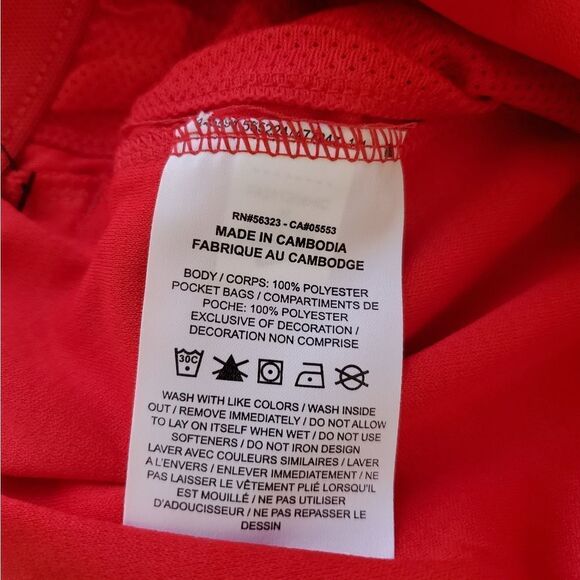 RN#56323 - CA#05553
MADE IN CAMBODIA
FABRIQUE AU CAMBODGE
BODY / CORPS: 100% POLYESTER
POCKET BAGS / COMPARTIMENTS DE
POCHE: 100% POLYESTER
EXCLUSIVE OF DECORATION /
DECORATION NON COMPRISE
30C
WASH WITH LIKE COLORS / WASH INSIDE
OUT / REMOVE IMMEDIATELY / DO NOT ALLOW
TO LAY ON ITSELF WHEN WET / DO NOT USE
SOFTENERS / DO NOT IRON DESIGN
LAVER AVEC COULEURS SIMILAIRES / LAVER
A L'ENVERS / ENLEVER IMMEDIATEMENT / NE
PAS LAISSER LE VÊTEMENT PLIÉ LORSQU'IL
EST MOUILLÉ / NE PAS UTILISER
D'ADOUCISSEUR / NE PAS REPASSER LE
DESSIN